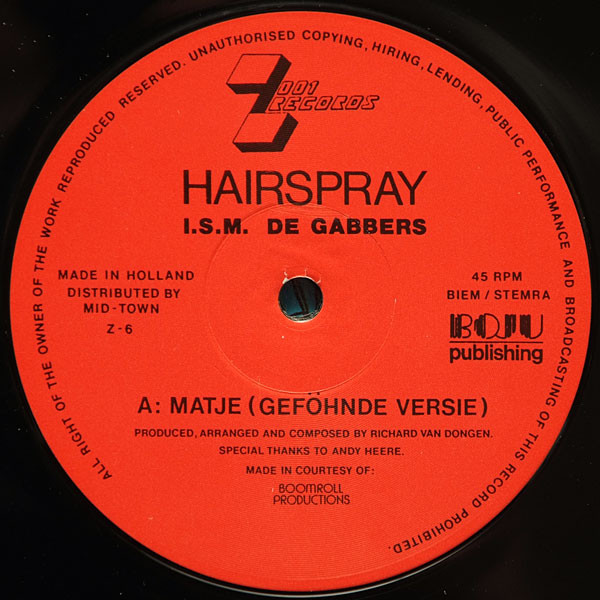 ALL RIGHT OF THE OWNER OF THE WORK REPRODUCED RESERVED. UNAUTHORISED COPYING, HIRING, LENDING, PUBLIC PERFORMANCE AND BROADCASTING OF THIS RECORD PROHIBITED.
Z001
RECORDS
HAIRSPRAY
I.S.M. DE GABBERS
MADE IN HOLLAND
DISTRIBUTED BY
MID-TOWN
Z-6
45 RPM
BIEM / STEMRA
BOJU
publishing
A: MATJE (GEFÖHNDE VERSIE)
PRODUCED, ARRANGED AND COMPOSED BY RICHARD VAN DONGEN.
SPECIAL THANKS TO ANDY HEERE.
MADE IN COURTESY OF:
BOOMROLL
PRODUCTIONS